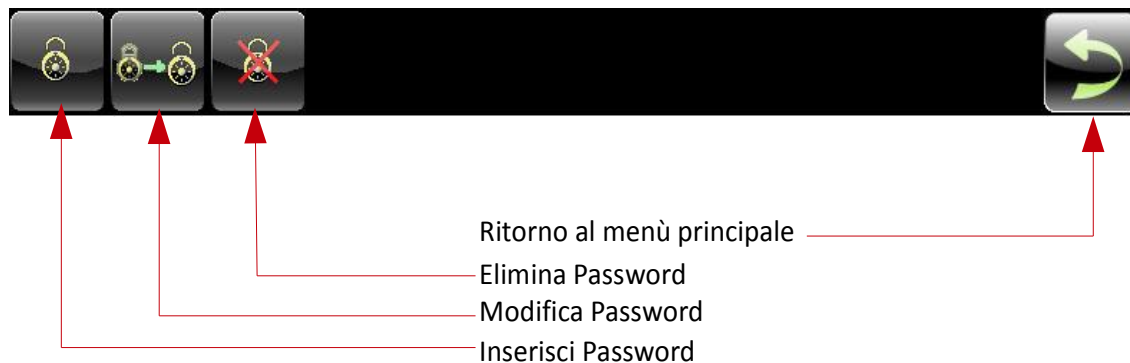 Ritorno al menù principale
Elimina Password
Modifica Password
Inserisci Password